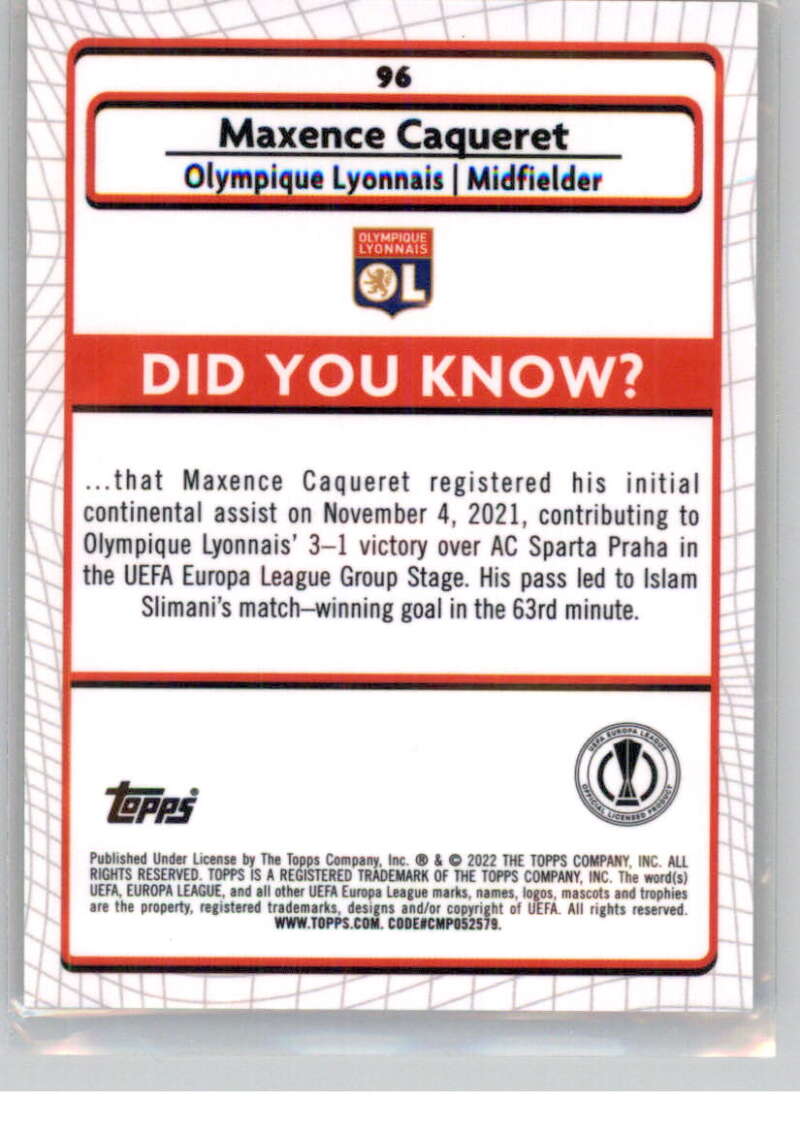 96
Maxence Caqueret
Olympique Lyonnais | Midfielder
OLYMPIQUE
LYONNAIS
OL
DID YOU KNOW?
...that Maxence Caqueret registered his initial
continental assist on November 4, 2021, contributing to
Olympique Lyonnais' 3–1 victory over AC Sparta Praha in
the UEFA Europa League Group Stage. His pass led to Islam
Slimani's match–winning goal in the 63rd minute.
UEFA EUROPA LEAGUE
OFFICIAL LICENSED PRODUCT
topps
Published Under License by The Topps Company, Inc. ® & © 2022 THE TOPPS COMPANY, INC. ALL
RIGHTS RESERVED. TOPPS IS A REGISTERED TRADEMARK OF THE TOPPS COMPANY, INC. The word(s)
UEFA, EUROPA LEAGUE, and all other UEFA Europa League marks, names, logos, mascots and trophies
are the property, registered trademarks, designs and/or copyright of UEFA. All rights reserved.
WWW.TOPPS.COM. CODE#CMP052579.